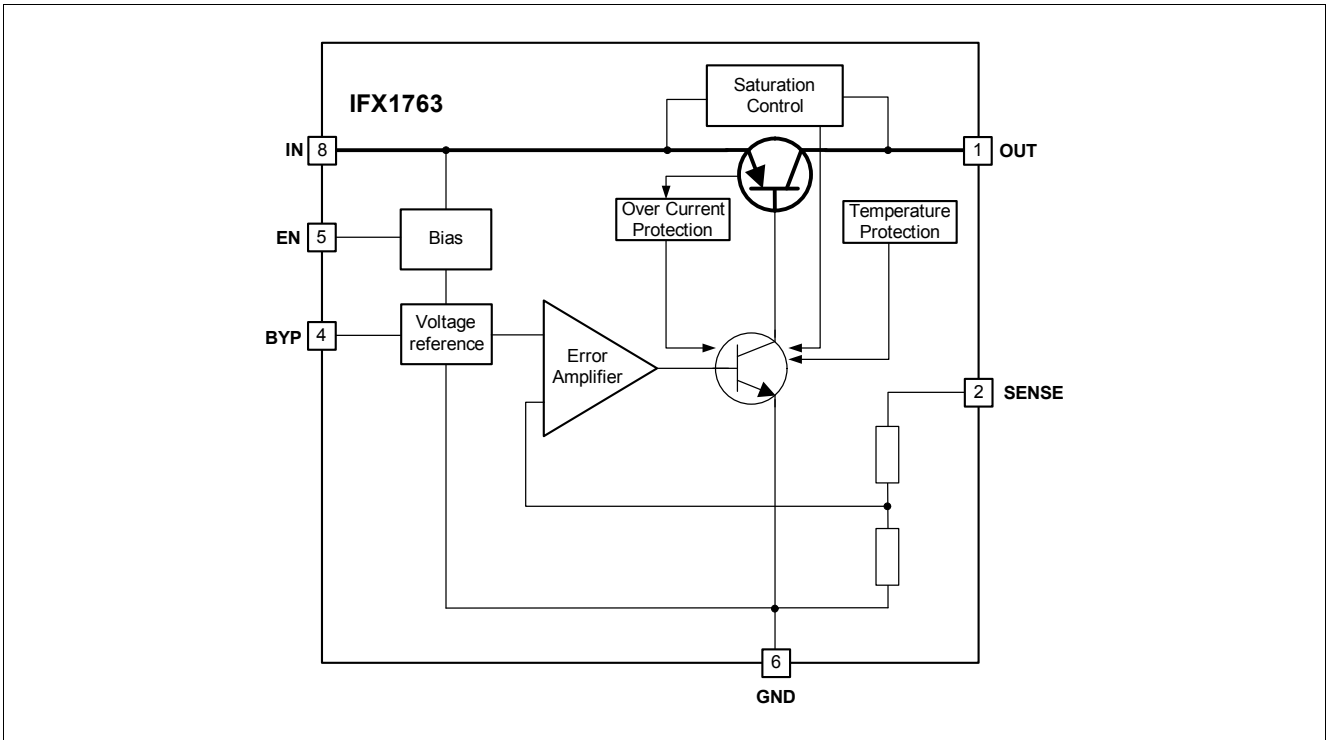 IFX1763
Saturation
Control
IN
8
1
OUT
Over Current
Protection
Temperature
Protection
EN
5
Bias
BYP
4
Voltage
reference
Error
Amplifier
2
SENSE
6
GND